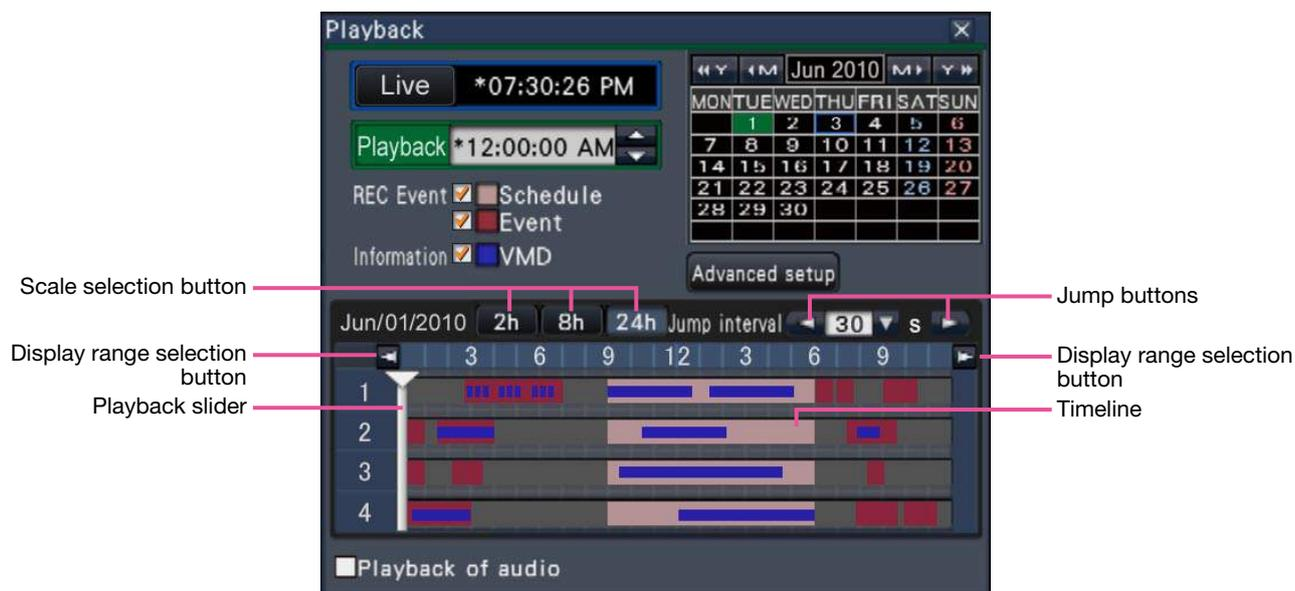 Playback
Live *07:30:26 PM
Playback *12:00:00 AM
REC Event Schedule
Event
Information VMD
Y M Jun 2010 M Y
MON TUE WED THU FRI SAT SUN
1 2 3 4 5 6
7 8 9 10 11 12 13
14 15 16 17 18 19 20
21 22 23 24 25 26 27
28 29 30
Advanced setup
Scale selection button
Jump buttons
Jun/01/2010 2h 8h 24h Jump interval 30 s
Display range selection
button
3 6 9 12 3 6 9
Display range selection
button
Playback slider
Timeline
1
2
3
4
Playback of audio